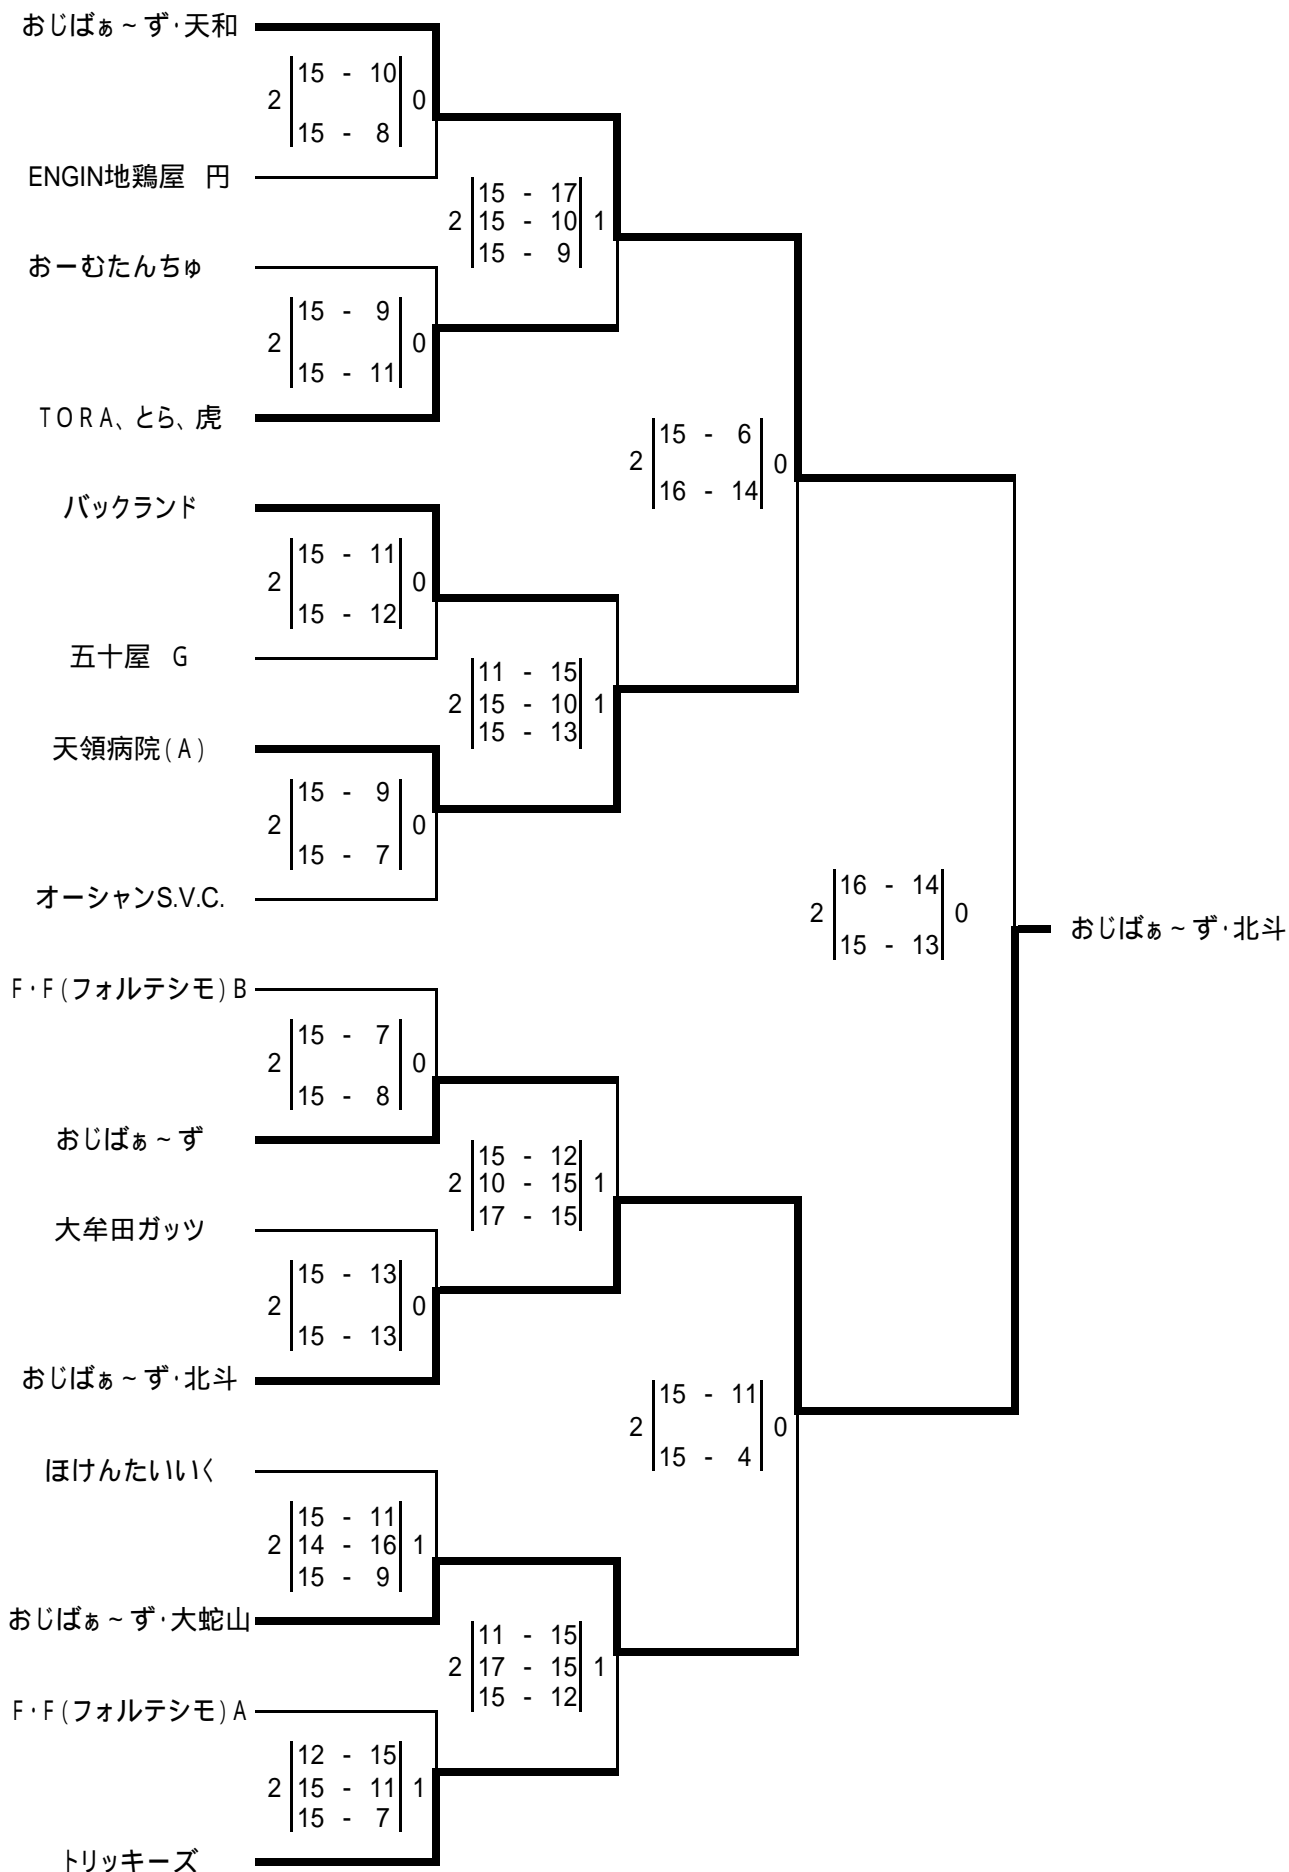 おじばぁ～ず・天和
15 - 10
2 0
15 - 8
ENGIN地鶏屋　円
15 - 17
2 15 - 10 1
15 - 9
おーむたんちゅ
15 - 9
2 0
15 - 11
TORA、とら、虎
15 - 6
2 0
16 - 14
バックランド
15 - 11
2 0
15 - 12
五十屋　G
11 - 15
2 15 - 10 1
15 - 13
天領病院(A)
15 - 9
2 0
15 - 7
オーシャンS.V.C.
16 - 14
2 0
15 - 13
おじばぁ～ず・北斗
F・F(フォルテシモ)B
15 - 7
2 0
15 - 8
おじばぁ～ず
15 - 12
2 10 - 15 1
17 - 15
大牟田ガッツ
15 - 13
2 0
15 - 13
おじばぁ～ず・北斗
15 - 11
2 0
15 - 4
ほけんたいいく
15 - 11
2 14 - 16 1
15 - 9
おじばぁ～ず・大蛇山
11 - 15
2 17 - 15 1
15 - 12
F・F(フォルテシモ)A
12 - 15
2 15 - 11 1
15 - 7
トリッキーズ